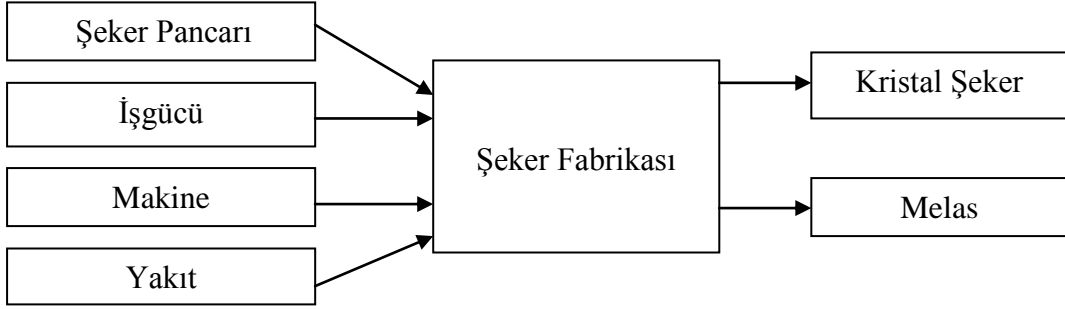 Şeker Pancarı
İşgücü
Makine
Yakıt
Şeker Fabrikası
Kristal Şeker
Melas